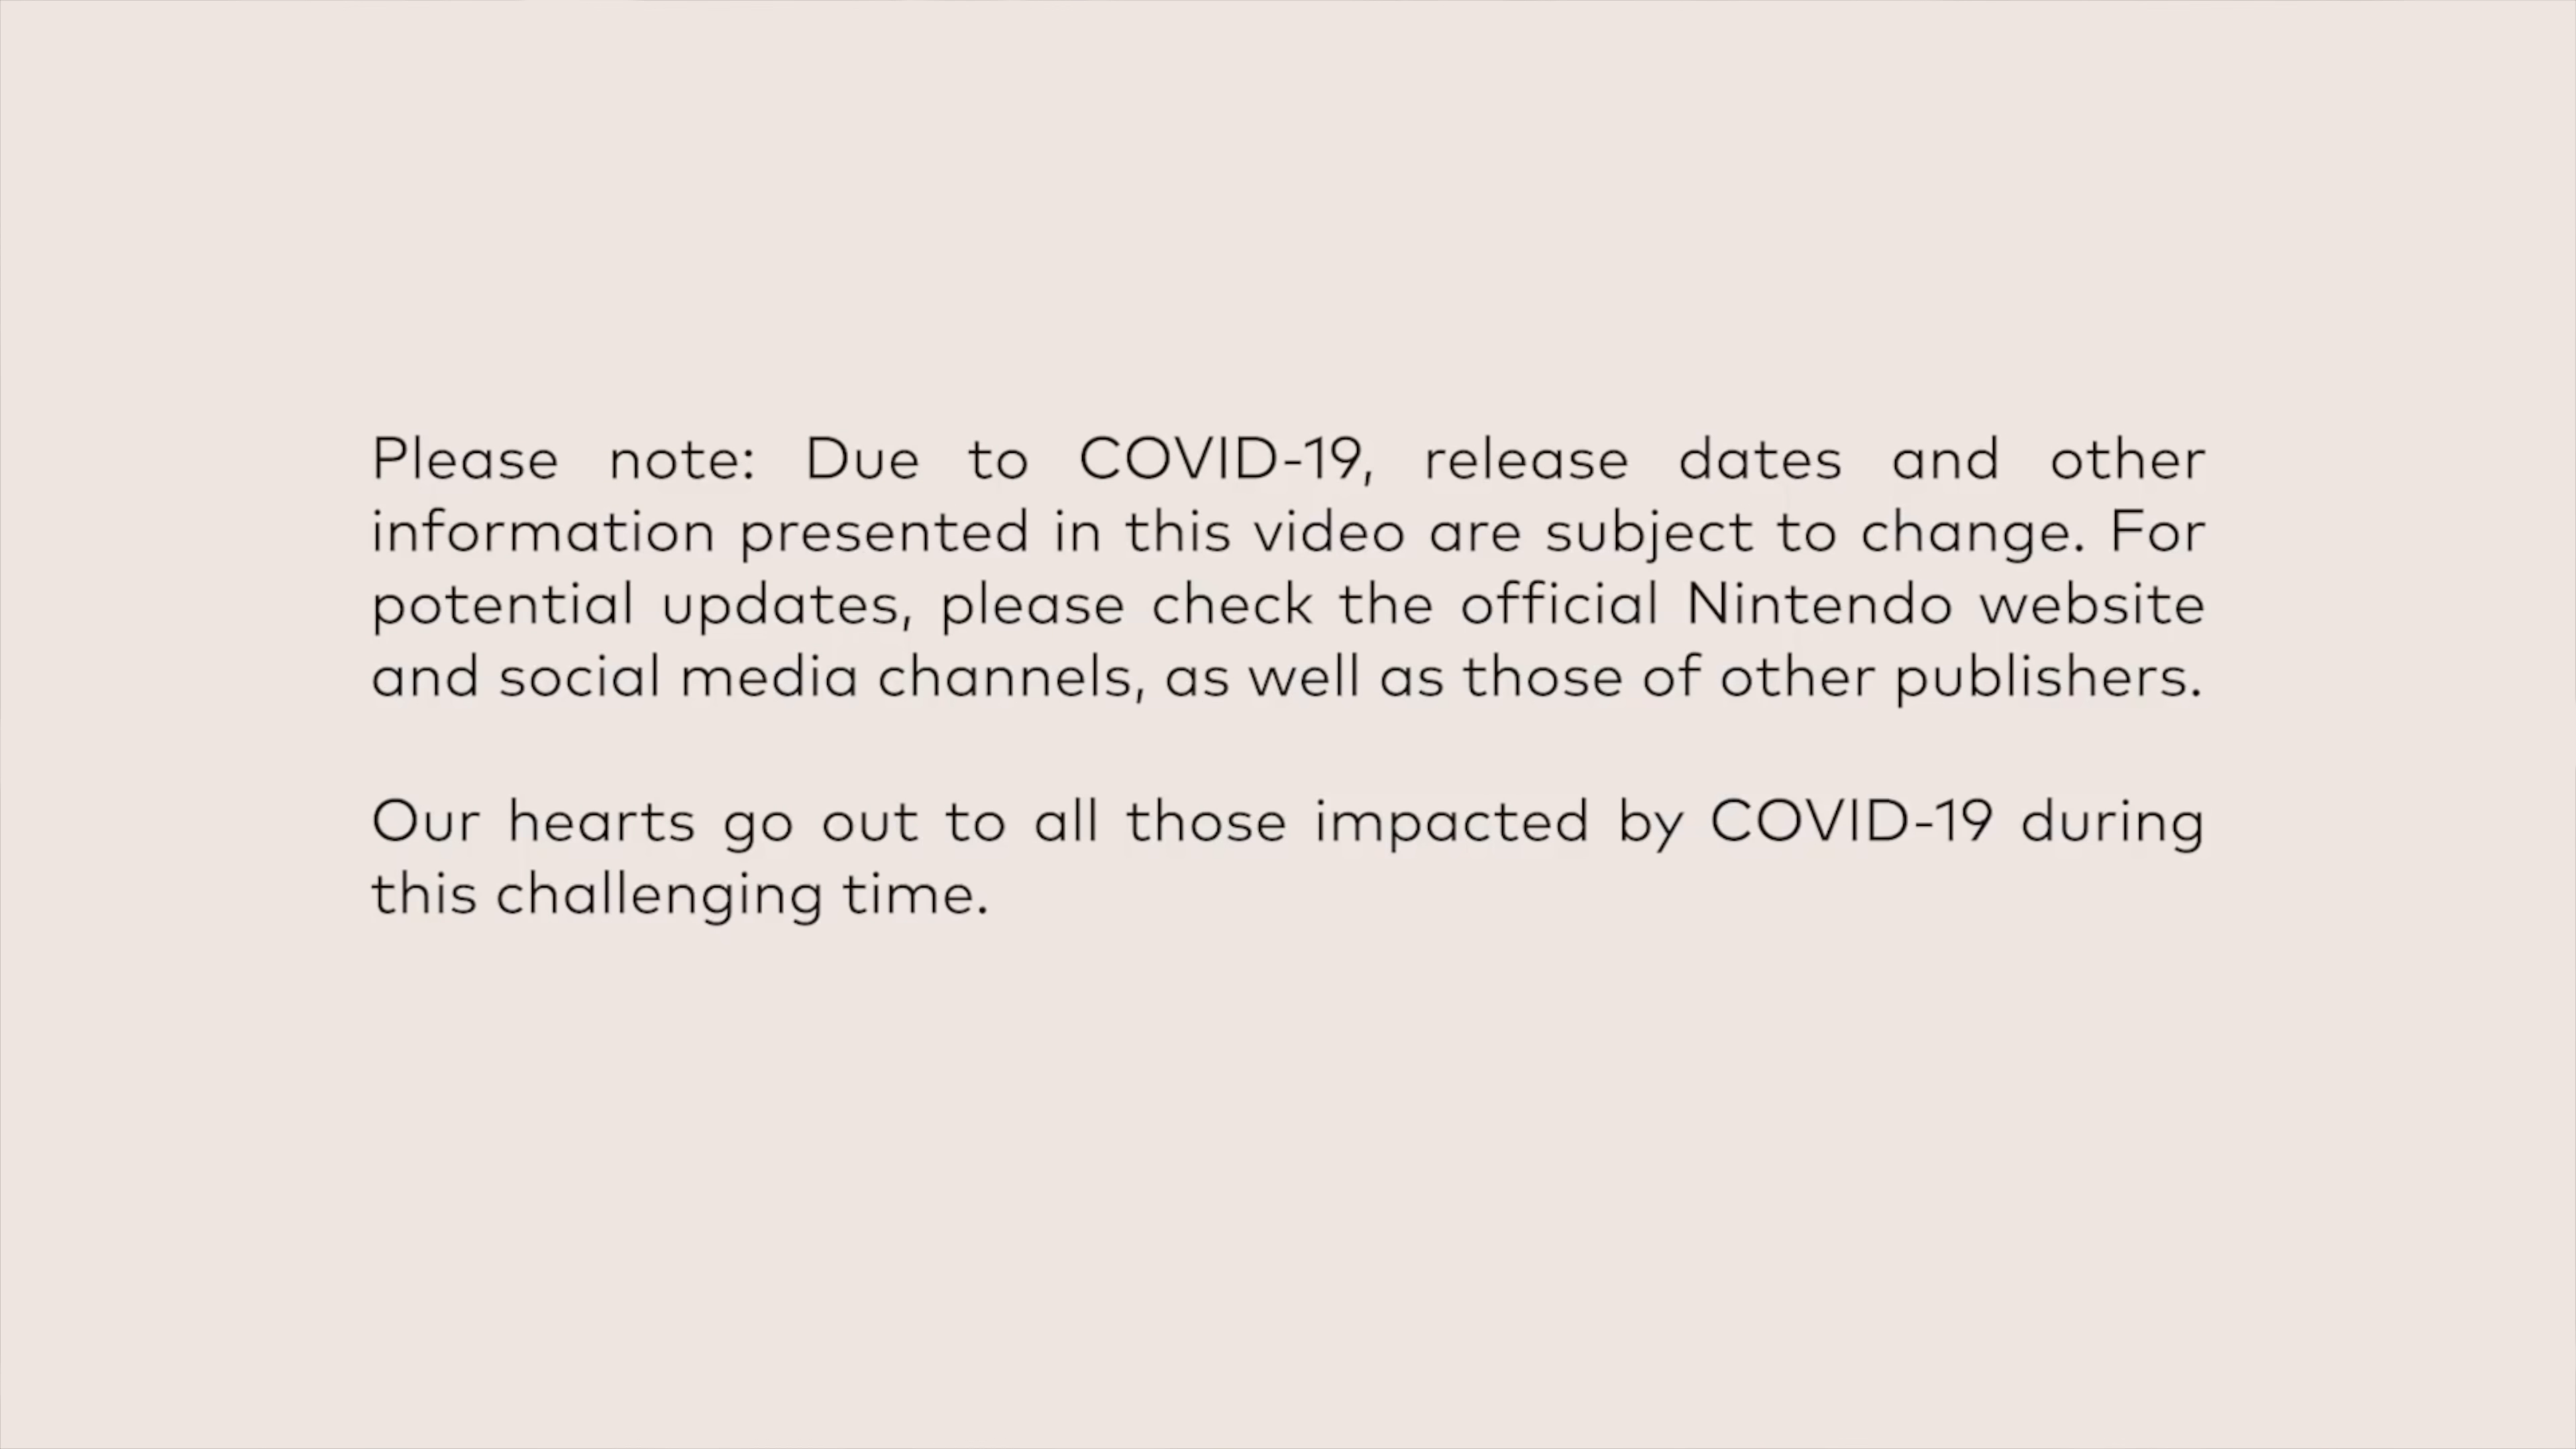 Please note: Due to COVID-19, release dates and other
information presented in this video are subject to change. For
potential updates, please check the official Nintendo website
and social media channels, as well as those of other publishers.
Our hearts go out to all those impacted by COVID-19 during
this challenging time.